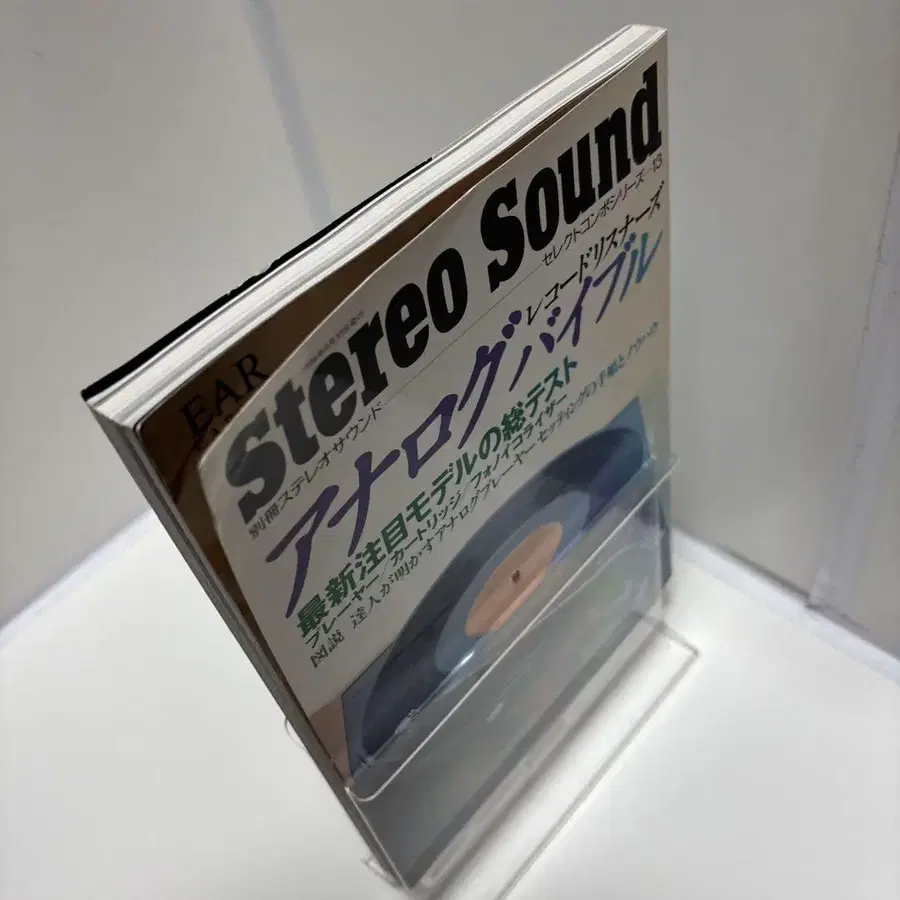 EAR
Stereo Sound
別冊ステレオサウンド
セレクトコンポシリーズ—13
レコードリスナーズ
アナログバイブル
最新注目モデルの総テスト
プレーヤー/カートリッジ/フォノイコライザー
図説 達人が明かすアナログプレーヤーセッティングの手順とノウハウ